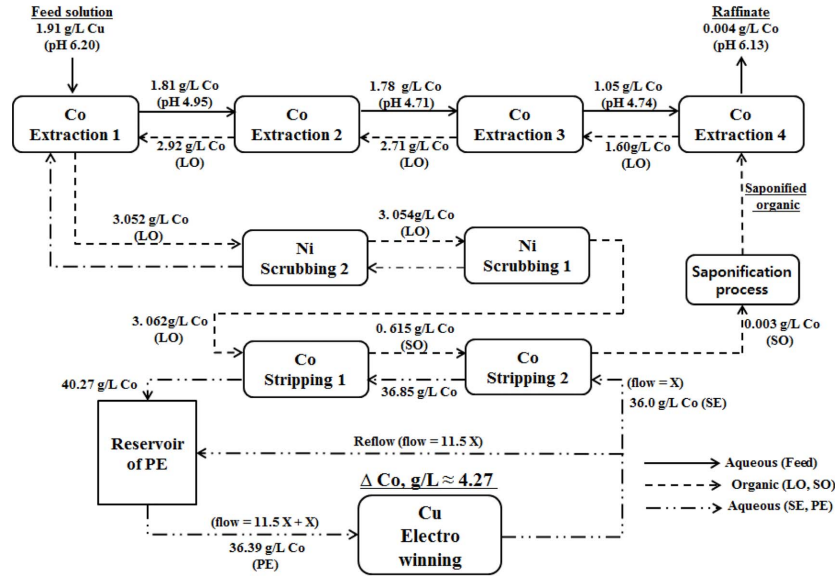 Feed solution
1.91 g/L Cu
(pH 6.20)
Raffinate
0.004 g/L Co
(pH 6.13)
1.81 g/L Co
(pH 4.95)
1.78 g/L Co
(pH 4.71)
1.05 g/L Co
(pH 4.74)
Co
Extraction 1
Co
Extraction 2
Co
Extraction 3
Co
Extraction 4
2.92 g/L Co
(LO)
2.71 g/L Co
(LO)
1.60g/L Co
(LO)
Saponified
organic
3.052 g/L Co
(LO)
3. 054g/L Co
(LO)
Ni
Scrubbing 2
Ni
Scrubbing 1
Saponification
process
3. 062g/L Co
(LO)
0. 615 g/L Co
(SO)
0.003 g/L Co
(SO)
Co
Stripping 1
Co
Stripping 2
40.27 g/L Co
36.85 g/L Co
(flow = X)
36.0 g/L Co (SE)
Reservoir
of PE
Reflow (flow = 11.5 X)
Δ Co, g/L ≈ 4.27
Cu
Electro
winning
(flow = 11.5 X + X)
36.39 g/L Co
(PE)
Aqueous (Feed)
Organic (LO, SO)
Aqueous (SE, PE)